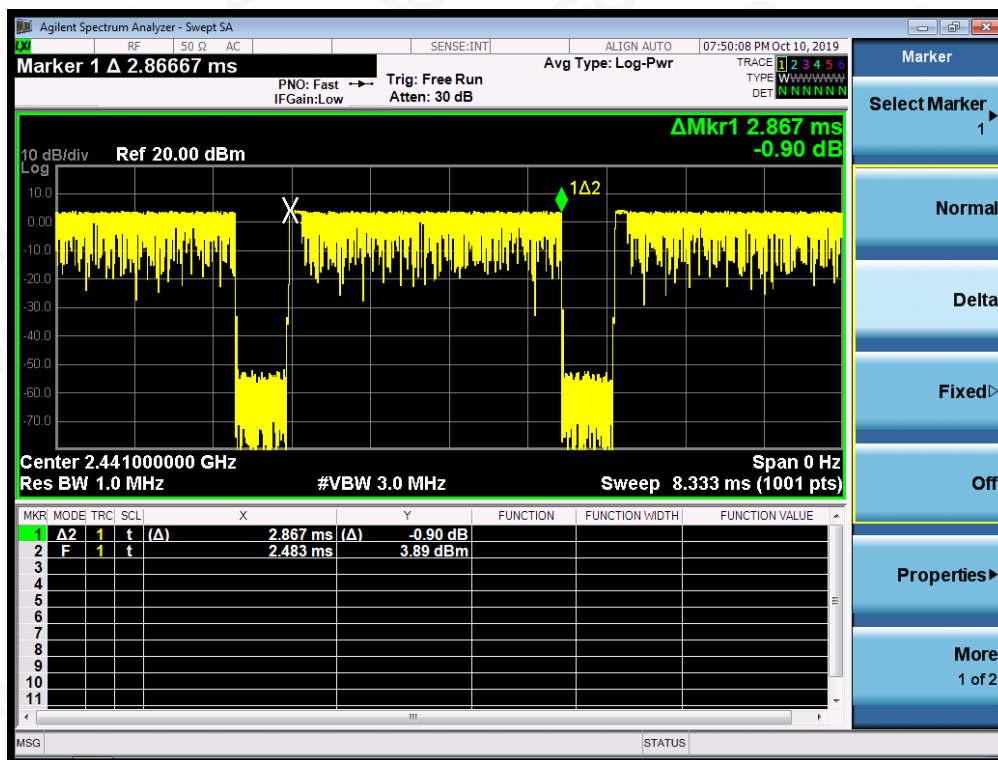 Agilent Spectrum Analyzer - Swept SA
LXI RF 50 Ω AC SENSE:INT ALIGN AUTO 07:50:08 PM Oct 10, 2019
Marker 1 Δ 2.86667 ms
PNO: Fast
IFGain:Low
Trig: Free Run
Atten: 30 dB
Avg Type: Log-Pwr
TRACE 1 2 3 4 5 6
TYPE WWWWWWW
DET N N N N N N
ΔMkr1 2.867 ms
-0.90 dB
10 dB/div Ref 20.00 dBm
Log
10.0
0.00
-10.0
-20.0
-30.0
-40.0
-50.0
-60.0
-70.0
X
1Δ2
Center 2.441000000 GHz Span 0 Hz
Res BW 1.0 MHz #VBW 3.0 MHz Sweep 8.333 ms (1001 pts)
MKR MODE TRC SCL X Y FUNCTION FUNCTION WIDTH FUNCTION VALUE
1 Δ2 1 t (Δ) 2.867 ms (Δ) -0.90 dB
2 F 1 t 2.483 ms 3.89 dBm
3
4
5
6
7
8
9
10
11
MSG STATUS
Marker
Select Marker
1
Normal
Delta
Fixed
Off
Properties
More
1 of 2